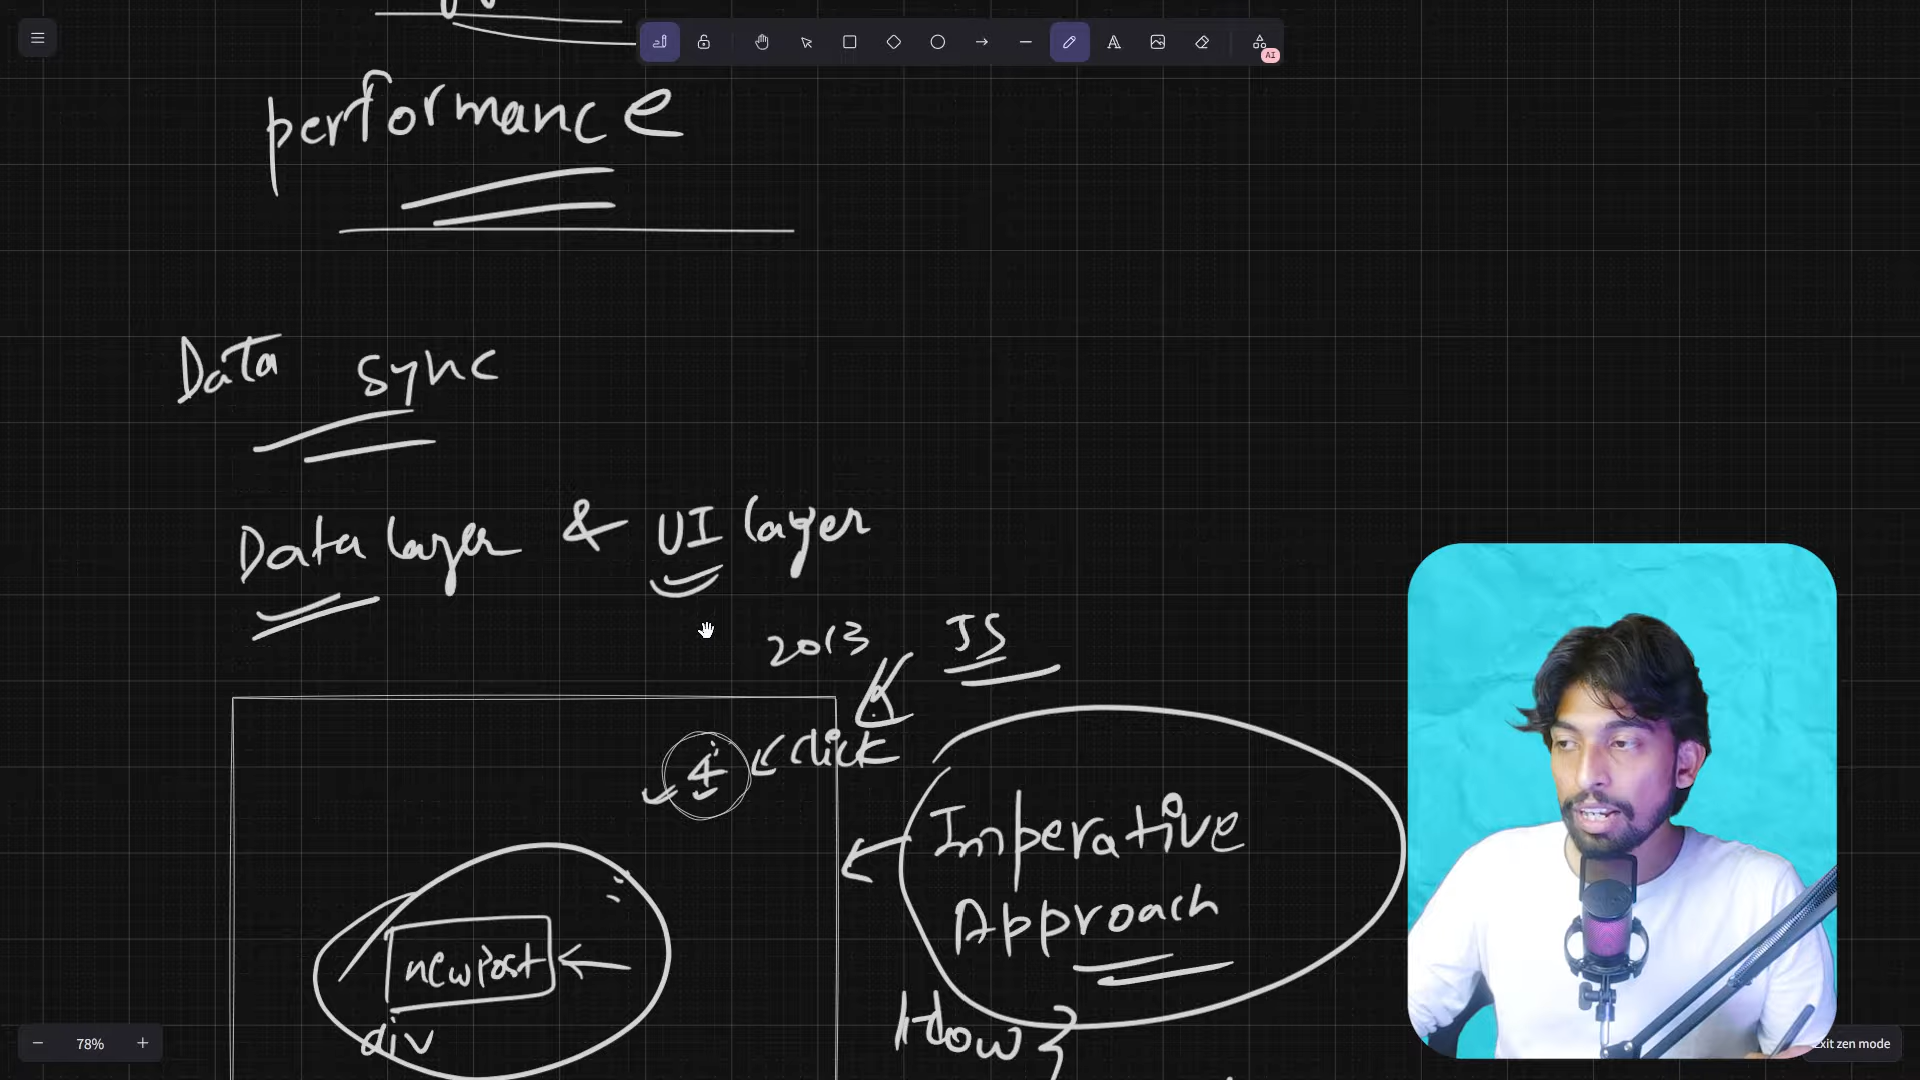 AI
performance
Data sync
Data layer & UI layer
2013 JS
4 click
Imperative
Approach
newPost
div
How
78%
Exit zen mode